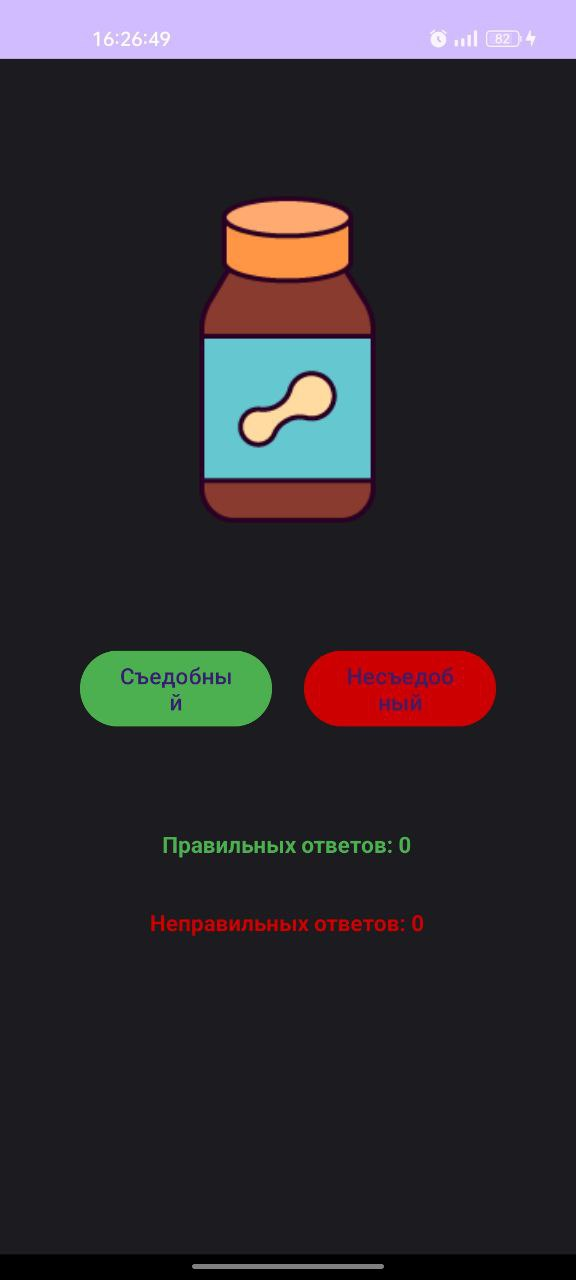 16:26:49
82
Съедобны
й
Несъедоб
ный
Правильных ответов: 0
Неправильных ответов: 0